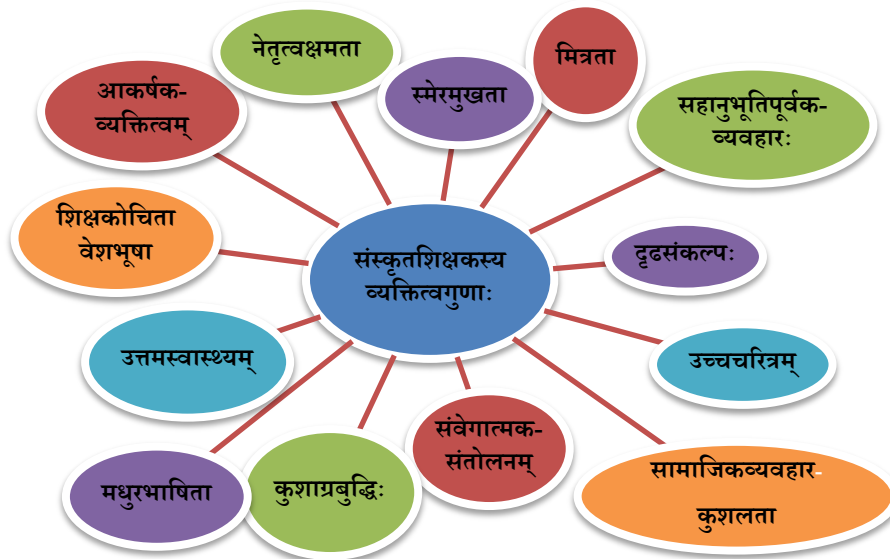 नेतृत्वक्षमता
मित्रता
स्मेरमुखता
आकर्षक-
व्यक्तित्वम्
सहानुभूतिपूर्वक-
व्यवहारः
शिक्षकोचिता
वेशभूषा
संस्कृतशिक्षकस्य
व्यक्तित्वगुणाः
दृढसंकल्पः
उत्तमस्वास्थ्यम्
उच्चचरित्रम्
संवेगात्मक-
संतोलनम्
मधुरभाषिता
कुशाग्रबुद्धिः
सामाजिकव्यवहार-
कुशलता